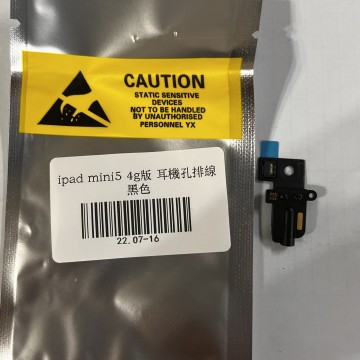 CAUTION
STATIC SENSITIVE
DEVICES
NOT TO BE HANDLED
BY UNAUTHORISED
PERSONNEL YX
ipad mini5 4g版 耳機孔排線
黑色
22.07-16